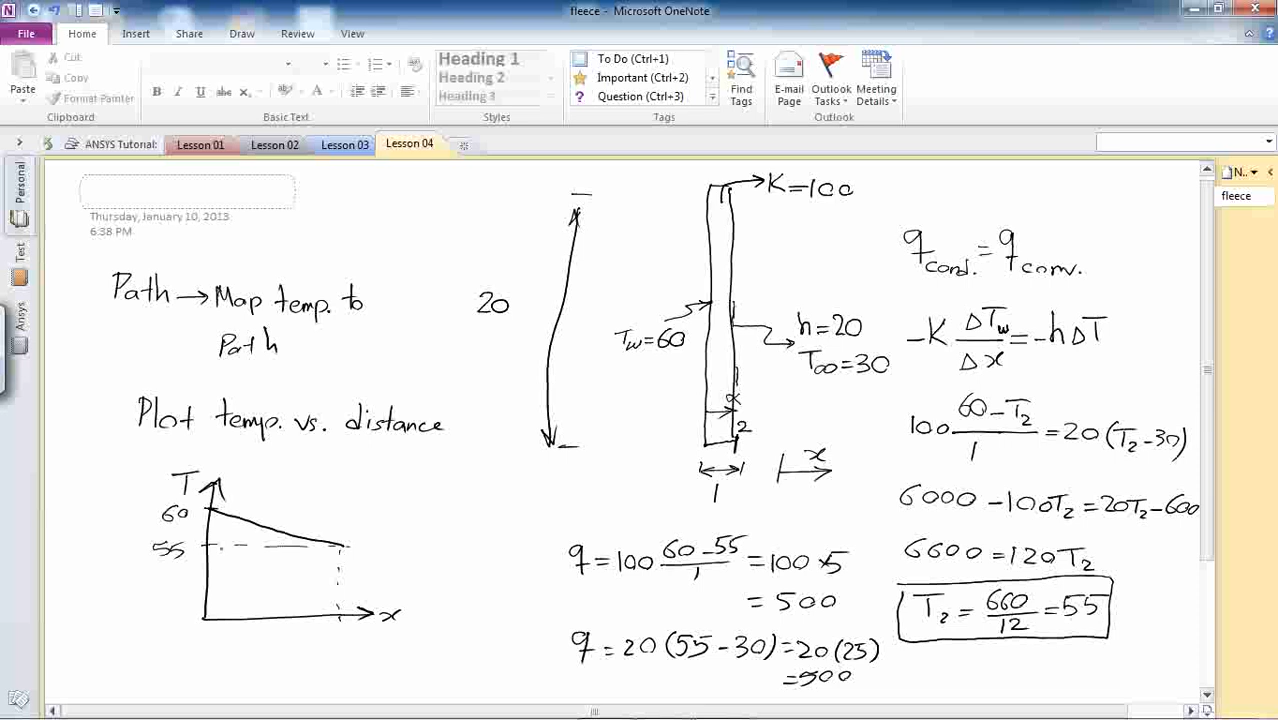 fleece - Microsoft OneNote
File Home Insert Share Draw Review View
Paste
Cut
Copy
Format Painter
Clipboard
B I U abc x₂ A
Basic Text
Heading 1
Heading 2
Heading 3
Styles
To Do (Ctrl+1)
Important (Ctrl+2)
Question (Ctrl+3)
Tags
Find Tags
E-mail Page
Outlook Tasks
Meeting Details
Outlook
ANSYS Tutorial: Lesson 01 Lesson 02 Lesson 03 Lesson 04
Personal
Test
Ansys
N..
fleece
Thursday, January 10, 2013
6:38 PM
Path → Map temp. to
Path
Plot temp. vs. distance
T
60
55
x
20
K=100
Tw=60
h=20
T∞=30
x
2
1
x
q = 100 (60-55)/1 = 100×5
= 500
q = 20(55-30) = 20(25)
= 500
q cond. = q conv.
-K ΔTw/Δx = -hΔT
100 (60-T₂)/1 = 20(T₂-30)
6000 - 100T₂ = 20T₂ - 600
6600 = 120T₂
T₂ = 660/12 = 55